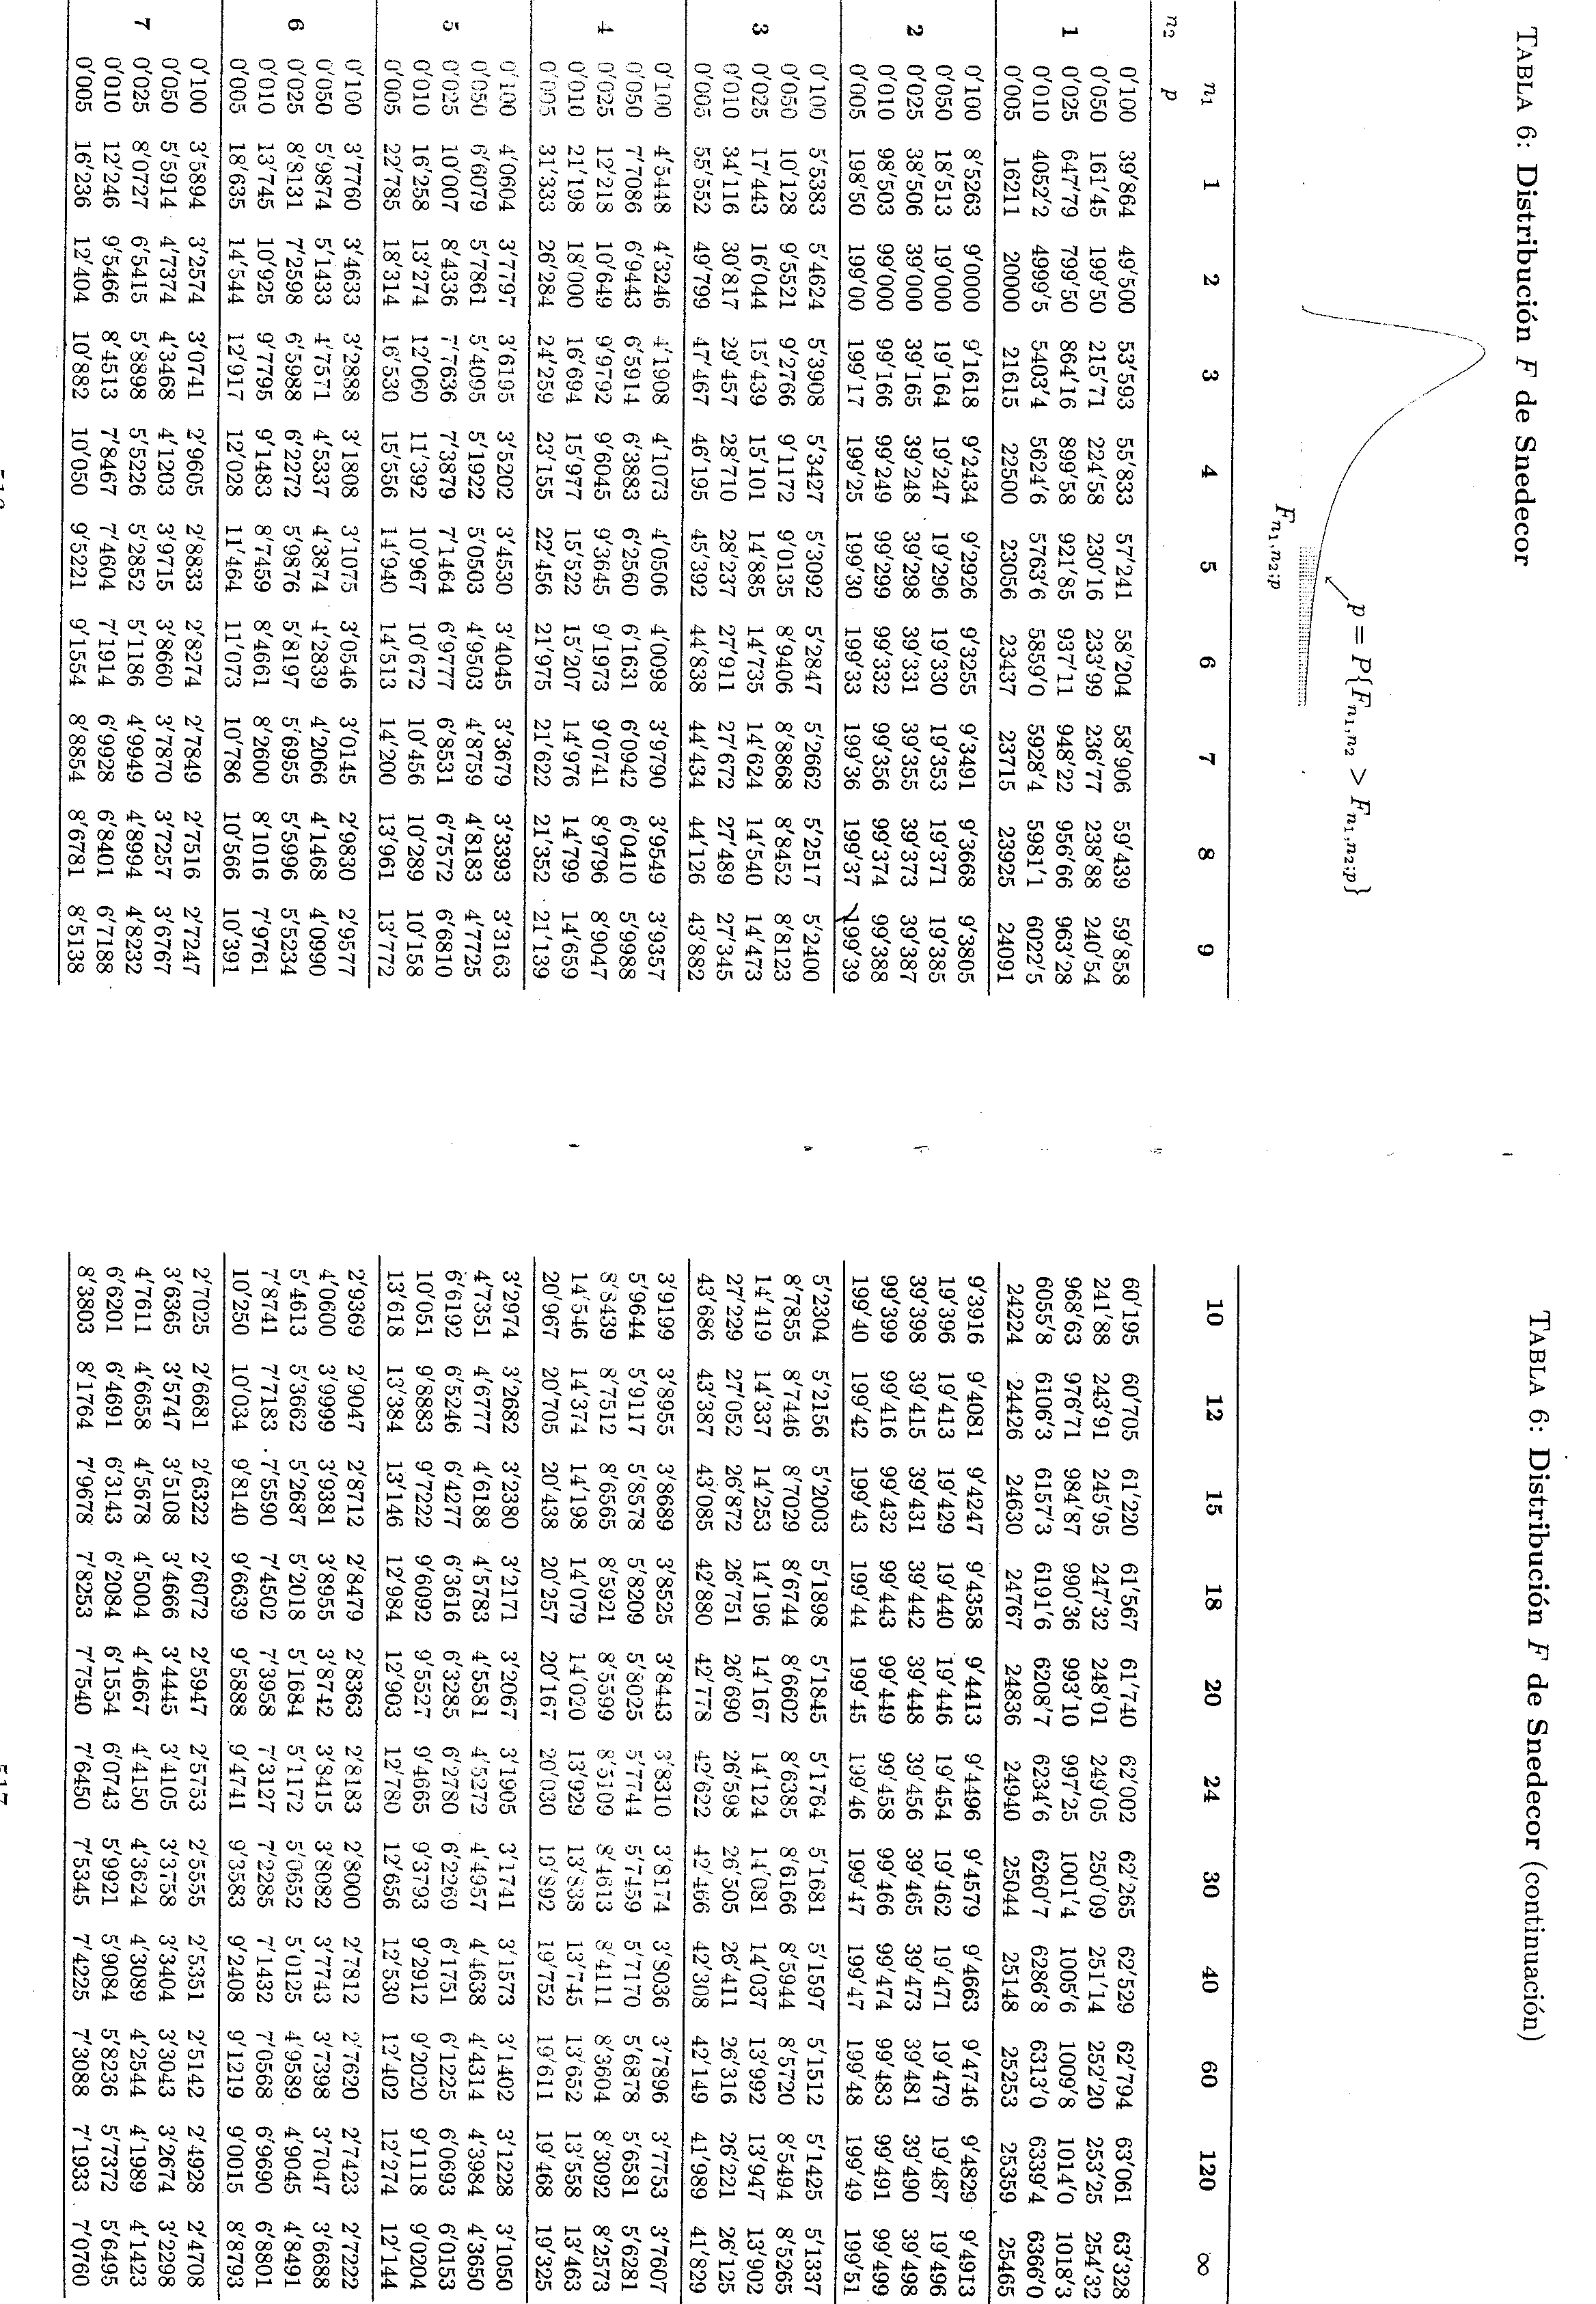 TABLA 6: Distribución F de Snedecor
p = P{F_{n1,n2} > F_{n1,n2;p}}
F_{n1,n2;p}
n1 1 2 3 4 5 6 7 8 9
n2 p
0'100 39'864 49'500 53'593 55'833 57'241 58'204 58'906 59'439 59'858
0'050 161'45 199'50 215'71 224'58 230'16 233'99 236'77 238'88 240'54
1 0'025 647'79 799'50 864'16 899'58 921'85 937'11 948'22 956'66 963'28
0'010 4052'2 4999'5 5403'4 5624'6 5763'6 5859'0 5928'4 5981'1 6022'5
0'005 16211 20000 21615 22500 23056 23437 23715 23925 24091
0'100 8'5263 9'0000 9'1618 9'2434 9'2926 9'3255 9'3491 9'3668 9'3805
0'050 18'513 19'000 19'164 19'247 19'296 19'330 19'353 19'371 19'385
2 0'025 38'506 39'000 39'165 39'248 39'298 39'331 39'355 39'373 39'387
0'010 98'503 99'000 99'166 99'249 99'299 99'332 99'356 99'374 99'388
0'005 198'50 199'00 199'17 199'25 199'30 199'33 199'36 199'37 199'39
0'100 5'5383 5'4624 5'3908 5'3427 5'3092 5'2847 5'2662 5'2517 5'2400
0'050 10'128 9'5521 9'2766 9'1172 9'0135 8'9406 8'8868 8'8452 8'8123
3 0'025 17'443 16'044 15'439 15'101 14'885 14'735 14'624 14'540 14'473
0'010 34'116 30'817 29'457 28'710 28'237 27'911 27'672 27'489 27'345
0'005 55'552 49'799 47'467 46'195 45'392 44'838 44'434 44'126 43'882
0'100 4'5448 4'3246 4'1908 4'1073 4'0506 4'0098 3'9790 3'9549 3'9357
0'050 7'7086 6'9443 6'5914 6'3883 6'2560 6'1631 6'0942 6'0410 5'9988
4 0'025 12'218 10'649 9'9792 9'6045 9'3645 9'1973 9'0741 8'9796 8'9047
0'010 21'198 18'000 16'694 15'977 15'522 15'207 14'976 14'799 14'659
0'005 31'333 26'284 24'259 23'155 22'456 21'975 21'622 21'352 21'139
0'100 4'0604 3'7797 3'6195 3'5202 3'4530 3'4045 3'3679 3'3393 3'3163
0'050 6'6079 5'7861 5'4095 5'1922 5'0503 4'9503 4'8759 4'8183 4'7725
5 0'025 10'007 8'4336 7'7636 7'3879 7'1464 6'9777 6'8531 6'7572 6'6810
0'010 16'258 13'274 12'060 11'392 10'967 10'672 10'456 10'289 10'158
0'005 22'785 18'314 16'530 15'556 14'940 14'513 14'200 13'961 13'772
0'100 3'7760 3'4633 3'2888 3'1808 3'1075 3'0546 3'0145 2'9830 2'9577
0'050 5'9874 5'1433 4'7571 4'5337 4'3874 4'2839 4'2066 4'1468 4'0990
6 0'025 8'8131 7'2598 6'5988 6'2272 5'9876 5'8197 5'6955 5'5996 5'5234
0'010 13'745 10'925 9'7795 9'1483 8'7459 8'4661 8'2600 8'1016 7'9761
0'005 18'635 14'544 12'917 12'028 11'464 11'073 10'786 10'566 10'391
0'100 3'5894 3'2574 3'0741 2'9605 2'8833 2'8274 2'7849 2'7516 2'7247
0'050 5'5914 4'7374 4'3468 4'1203 3'9715 3'8660 3'7870 3'7257 3'6767
7 0'025 8'0727 6'5415 5'8898 5'5226 5'2852 5'1186 4'9949 4'8994 4'8232
0'010 12'246 9'5466 8'4513 7'8467 7'4604 7'1914 6'9928 6'8401 6'7188
0'005 16'236 12'404 10'882 10'050 9'5221 9'1554 8'8854 8'6781 8'5138
TABLA 6: Distribución F de Snedecor (continuación)
10 12 15 18 20 24 30 40 60 120 ∞
60'195 60'705 61'220 61'567 61'740 62'002 62'265 62'529 62'794 63'061 63'328
241'88 243'91 245'95 247'32 248'01 249'05 250'09 251'14 252'20 253'25 254'32
968'63 976'71 984'87 990'36 993'10 997'25 1001'4 1005'6 1009'8 1014'0 1018'3
6055'8 6106'3 6157'3 6191'6 6208'7 6234'6 6260'7 6286'8 6313'0 6339'4 6366'0
24224 24426 24630 24767 24836 24940 25044 25148 25253 25359 25465
9'3916 9'4081 9'4247 9'4358 9'4413 9'4496 9'4579 9'4663 9'4746 9'4829 9'4913
19'396 19'413 19'429 19'440 19'446 19'454 19'462 19'471 19'479 19'487 19'496
39'398 39'415 39'431 39'442 39'448 39'456 39'465 39'473 39'481 39'490 39'498
99'399 99'416 99'432 99'443 99'449 99'458 99'466 99'474 99'483 99'491 99'499
199'40 199'42 199'43 199'44 199'45 199'46 199'47 199'47 199'48 199'49 199'51
5'2304 5'2156 5'2003 5'1898 5'1845 5'1764 5'1681 5'1597 5'1512 5'1425 5'1337
8'7855 8'7446 8'7029 8'6744 8'6602 8'6385 8'6166 8'5944 8'5720 8'5494 8'5265
14'419 14'337 14'253 14'196 14'167 14'124 14'081 14'037 13'992 13'947 13'902
27'229 27'052 26'872 26'751 26'690 26'598 26'505 26'411 26'316 26'221 26'125
43'686 43'387 43'085 42'880 42'778 42'622 42'466 42'308 42'149 41'989 41'829
3'9199 3'8955 3'8689 3'8525 3'8443 3'8310 3'8174 3'8036 3'7896 3'7753 3'7607
5'9644 5'9117 5'8578 5'8209 5'8025 5'7744 5'7459 5'7170 5'6878 5'6581 5'6281
8'8439 8'7512 8'6565 8'5921 8'5599 8'5109 8'4613 8'4111 8'3604 8'3092 8'2573
14'546 14'374 14'198 14'079 14'020 13'929 13'838 13'745 13'652 13'558 13'463
20'967 20'705 20'438 20'257 20'167 20'030 19'892 19'752 19'611 19'468 19'325
3'2974 3'2682 3'2380 3'2171 3'2067 3'1905 3'1741 3'1573 3'1402 3'1228 3'1050
4'7351 4'6777 4'6188 4'5783 4'5581 4'5272 4'4957 4'4638 4'4314 4'3984 4'3650
6'6192 6'5246 6'4277 6'3616 6'3285 6'2780 6'2269 6'1751 6'1225 6'0693 6'0153
10'051 9'8883 9'7222 9'6092 9'5527 9'4665 9'3793 9'2912 9'2020 9'1118 9'0204
13'618 13'384 13'146 12'984 12'903 12'780 12'656 12'530 12'402 12'274 12'144
2'9369 2'9047 2'8712 2'8479 2'8363 2'8183 2'8000 2'7812 2'7620 2'7423 2'7222
4'0600 3'9999 3'9381 3'8955 3'8742 3'8415 3'8082 3'7743 3'7398 3'7047 3'6688
5'4613 5'3662 5'2687 5'2018 5'1684 5'1172 5'0652 5'0125 4'9589 4'9045 4'8491
7'8741 7'7183 7'5590 7'4502 7'3958 7'3127 7'2285 7'1432 7'0568 6'9690 6'8801
10'250 10'034 9'8140 9'6639 9'5888 9'4741 9'3583 9'2408 9'1219 9'0015 8'8793
2'7025 2'6681 2'6322 2'6072 2'5947 2'5753 2'5555 2'5351 2'5142 2'4928 2'4708
3'6365 3'5747 3'5108 3'4666 3'4445 3'4105 3'3758 3'3404 3'3043 3'2674 3'2298
4'7611 4'6658 4'5678 4'5004 4'4667 4'4150 4'3624 4'3089 4'2544 4'1989 4'1423
6'6201 6'4691 6'3143 6'2084 6'1554 6'0743 5'9921 5'9084 5'8236 5'7372 5'6495
8'3803 8'1764 7'9678 7'8253 7'7540 7'6450 7'5345 7'4225 7'3088 7'1933 7'0760